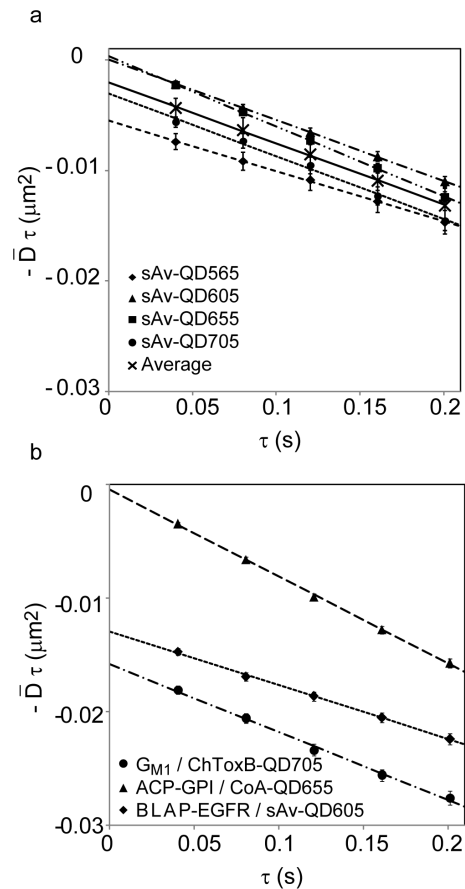 a
0
-0.01
-0.02
-0.03
- D̄ τ (μm2)
sAv-QD565
sAv-QD605
sAv-QD655
sAv-QD705
Average
0 0.05 0.1 0.15 0.2
τ (s)
b
0
-0.01
-0.02
-0.03
- D̄ τ (μm2)
GM1 / ChToxB-QD705
ACP-GPI / CoA-QD655
BLAP-EGFR / sAv-QD605
0 0.05 0.1 0.15 0.2
τ (s)